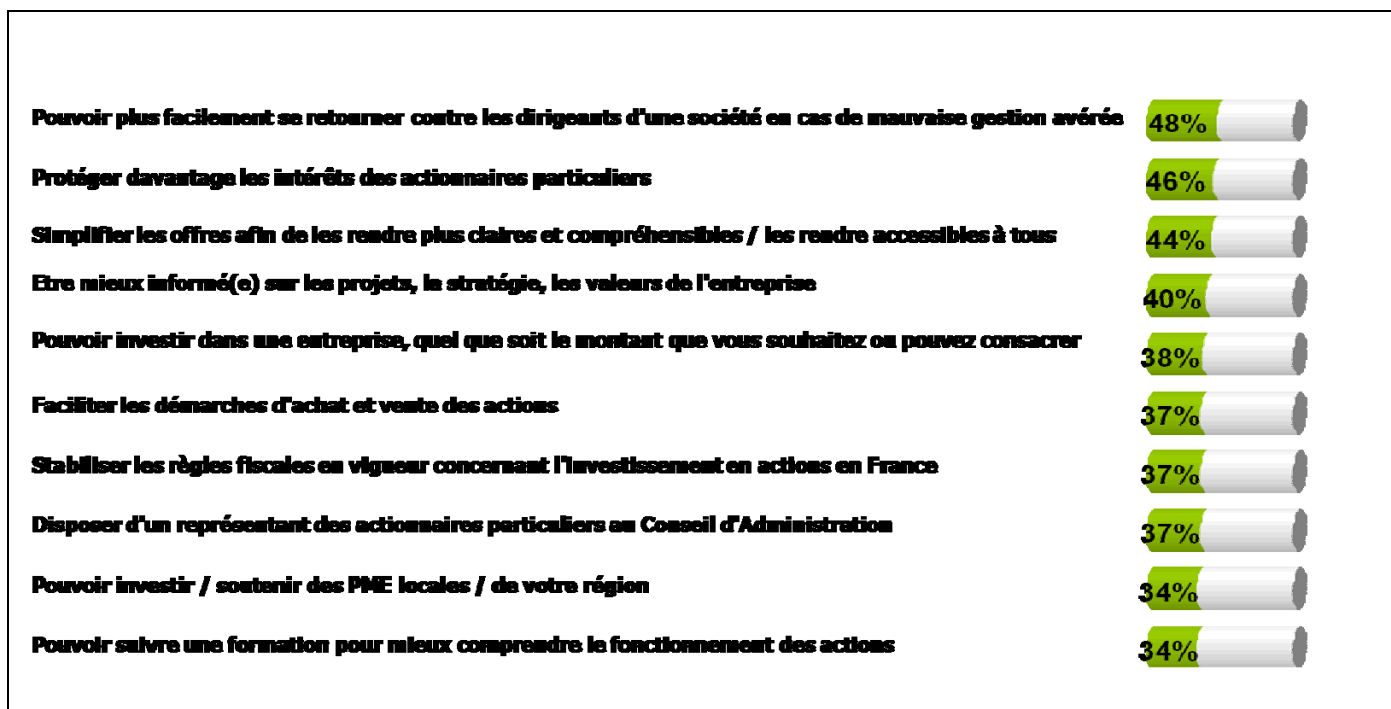 Pouvoir plus facilement se retourner contre les dirigeants d'une société en cas de mauvaise gestion avérée 48%
Protéger davantage les intérêts des actionnaires particuliers 46%
Simplifier les offres afin de les rendre plus claires et compréhensibles / les rendre accessibles à tous 44%
Etre mieux informé(e) sur les projets, la stratégie, les valeurs de l'entreprise 40%
Pouvoir investir dans une entreprise, quel que soit le montant que vous souhaitez ou pouvez consacrer 38%
Faciliter les démarches d'achat et vente des actions 37%
Stabiliser les règles fiscales en vigueur concernant l'investissement en actions en France 37%
Disposer d'un représentant des actionnaires particuliers au Conseil d'Administration 37%
Pouvoir investir / soutenir des PME locales / de votre région 34%
Pouvoir suivre une formation pour mieux comprendre le fonctionnement des actions 34%